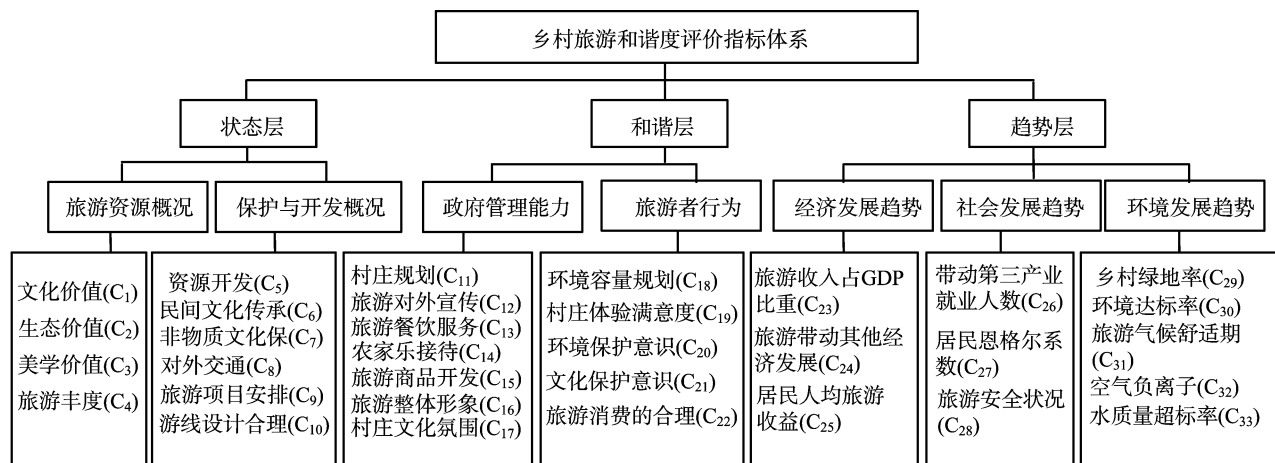 乡村旅游和谐度评价指标体系
状态层
和谐层
趋势层
旅游资源概况
保护与开发概况
政府管理能力
旅游者行为
经济发展趋势
社会发展趋势
环境发展趋势
文化价值(C₁)
生态价值(C₂)
美学价值(C₃)
旅游丰度(C₄)
资源开发(C₅)
民间文化传承(C₆)
非物质文化保(C₇)
对外交通(C₈)
旅游项目安排(C₉)
游线设计合理(C₁₀)
村庄规划(C₁₁)
旅游对外宣传(C₁₂)
旅游餐饮服务(C₁₃)
农家乐接待(C₁₄)
旅游商品开发(C₁₅)
旅游整体形象(C₁₆)
村庄文化氛围(C₁₇)
环境容量规划(C₁₈)
村庄体验满意度(C₁₉)
环境保护意识(C₂₀)
文化保护意识(C₂₁)
旅游消费的合理(C₂₂)
旅游收入占GDP
比重(C₂₃)
旅游带动其他经
济发展(C₂₄)
居民人均旅游
收益(C₂₅)
带动第三产业
就业人数(C₂₆)
居民恩格尔系
数(C₂₇)
旅游安全状况
(C₂₈)
乡村绿地率(C₂₉)
环境达标率(C₃₀)
旅游气候舒适期
(C₃₁)
空气负离子(C₃₂)
水质量超标率(C₃₃)